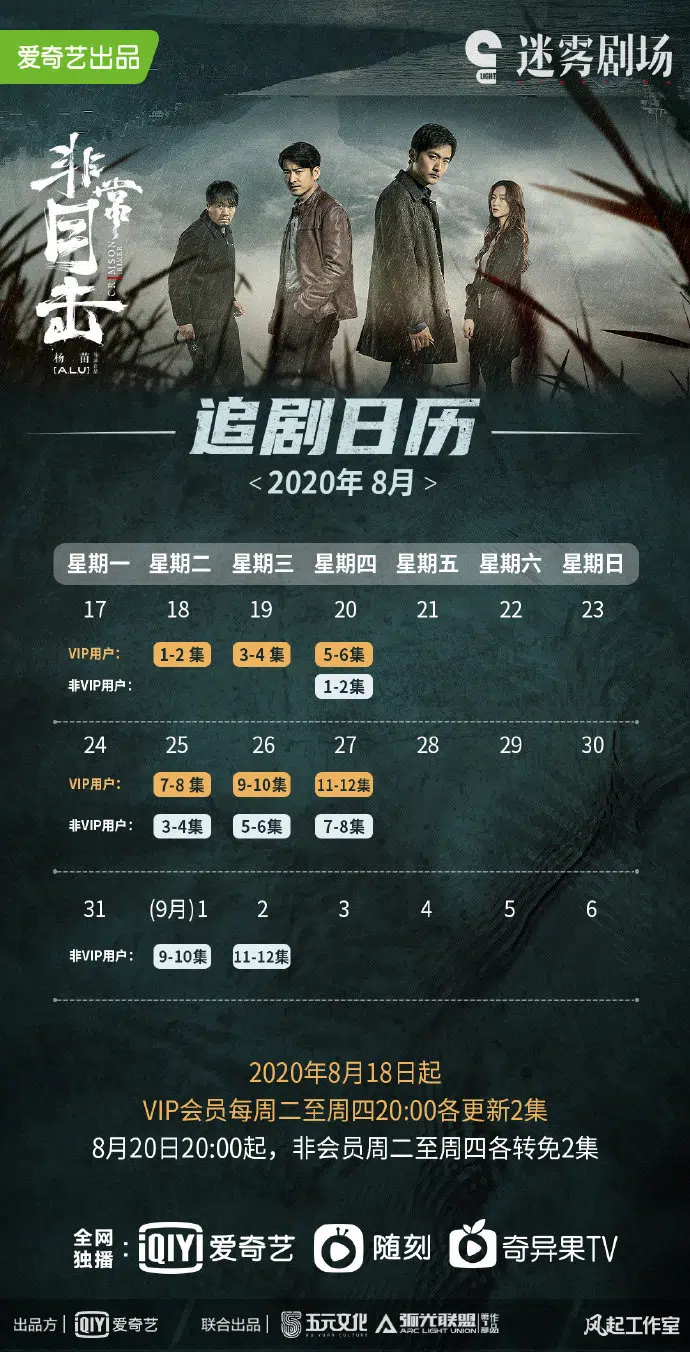 爱奇艺出品
LIGHT
迷雾剧场
非常目击
CRIMSON RIVER
杨苗
[A.LU]
追剧日历
<2020年 8月>
星期一 星期二 星期三 星期四 星期五 星期六 星期日
17 18 19 20 21 22 23
VIP用户: 1-2 集 3-4 集 5-6集
非VIP用户: 1-2集
24 25 26 27 28 29 30
VIP用户: 7-8 集 9-10集 11-12集
非VIP用户: 3-4集 5-6集 7-8集
31 (9月)1 2 3 4 5 6
非VIP用户: 9-10集 11-12集
2020年8月18日起
VIP会员每周二至周四20:00各更新2集
8月20日20:00起，非会员周二至周四各转免2集
全网独播: iQIYI 爱奇艺 随刻 奇异果TV
出品方| iQIYI 爱奇艺 联合出品| 五元文化 WU YUAN CULTURE 弧光联盟 ARC LIGHT UNION 风起工作室